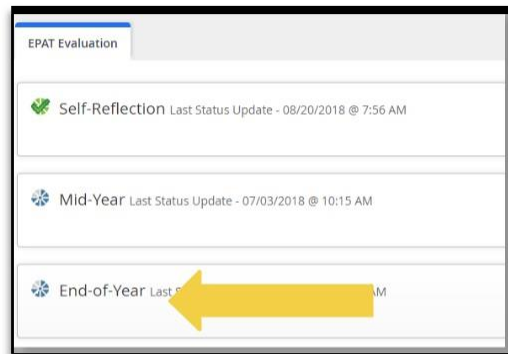 EPAT Evaluation
Self-Reflection Last Status Update - 08/20/2018 @ 7:56 AM
Mid-Year Last Status Update - 07/03/2018 @ 10:15 AM
End-of-Year Last AM